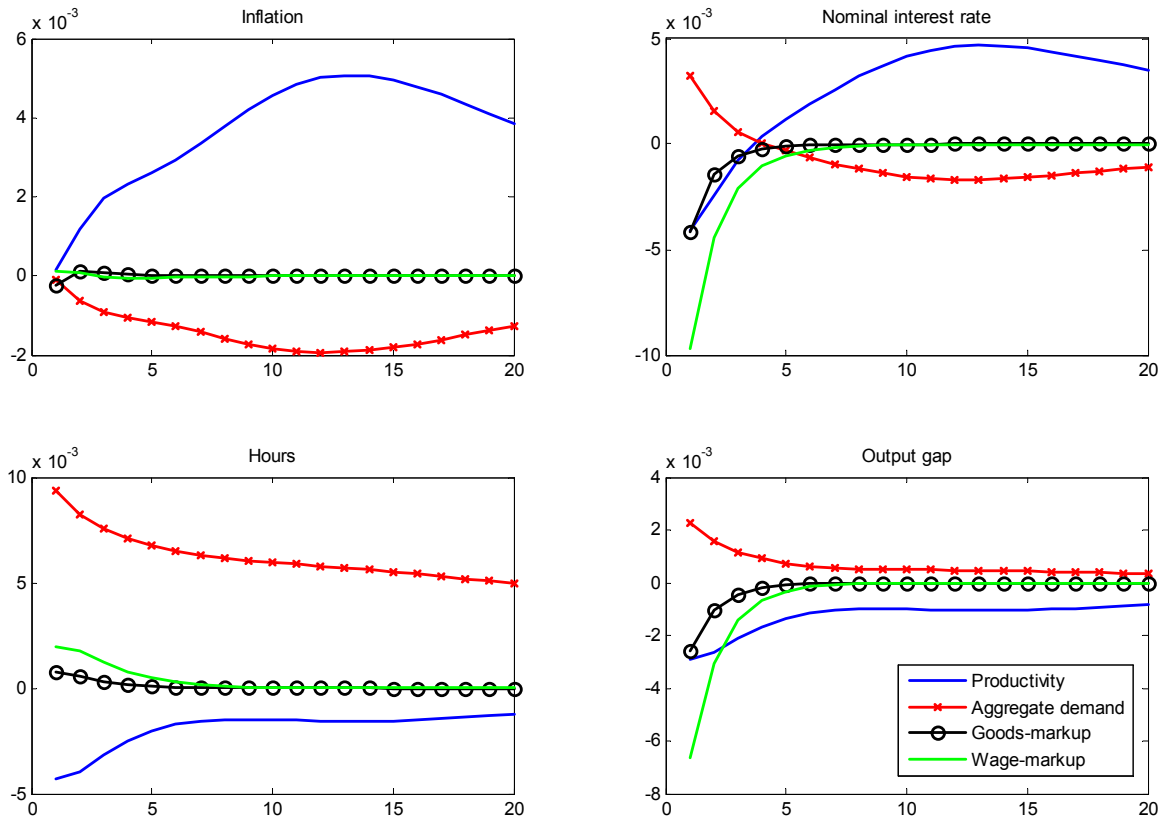 Inflation
x 10^-3
6
4
2
0
-2
0 5 10 15 20
Nominal interest rate
x 10^-3
5
0
-5
-10
0 5 10 15 20
Hours
x 10^-3
10
5
0
-5
0 5 10 15 20
Output gap
x 10^-3
4
2
0
-2
-4
-6
-8
0 5 10 15 20
Productivity
Aggregate demand
Goods-markup
Wage-markup